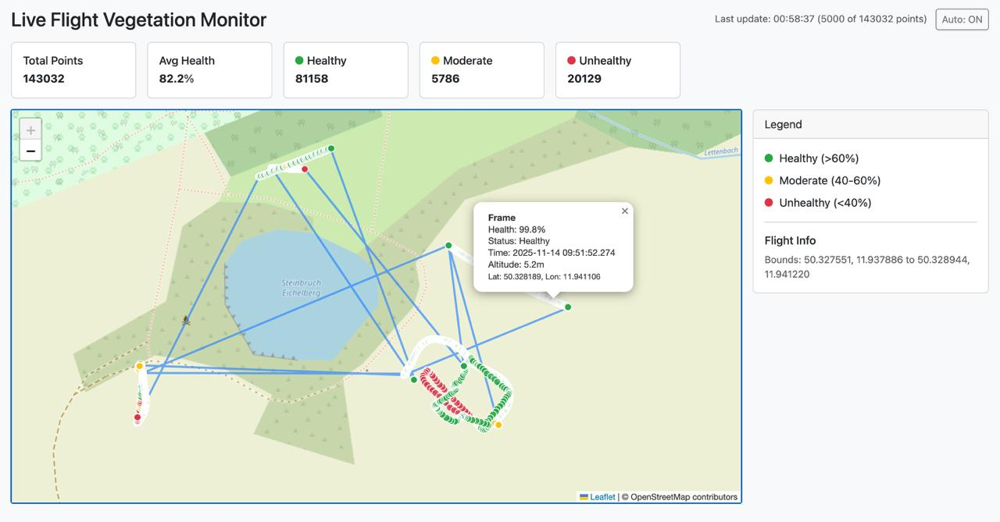 Live Flight Vegetation Monitor
Last update: 00:58:37 (5000 of 143032 points)
Auto: ON
Total Points
143032
Avg Health
82.2%
Healthy
81158
Moderate
5786
Unhealthy
20129
+
−
Lettenbach
Steinbruch
Eichelberg
Frame
×
Health: 99.8%
Status: Healthy
Time: 2025-11-14 09:51:52.274
Altitude: 5.2m
Lat: 50.328189, Lon: 11.941106
Leaflet | © OpenStreetMap contributors
Legend
Healthy (>60%)
Moderate (40-60%)
Unhealthy (<40%)
Flight Info
Bounds: 50.327551, 11.937886 to 50.328944,
11.941220